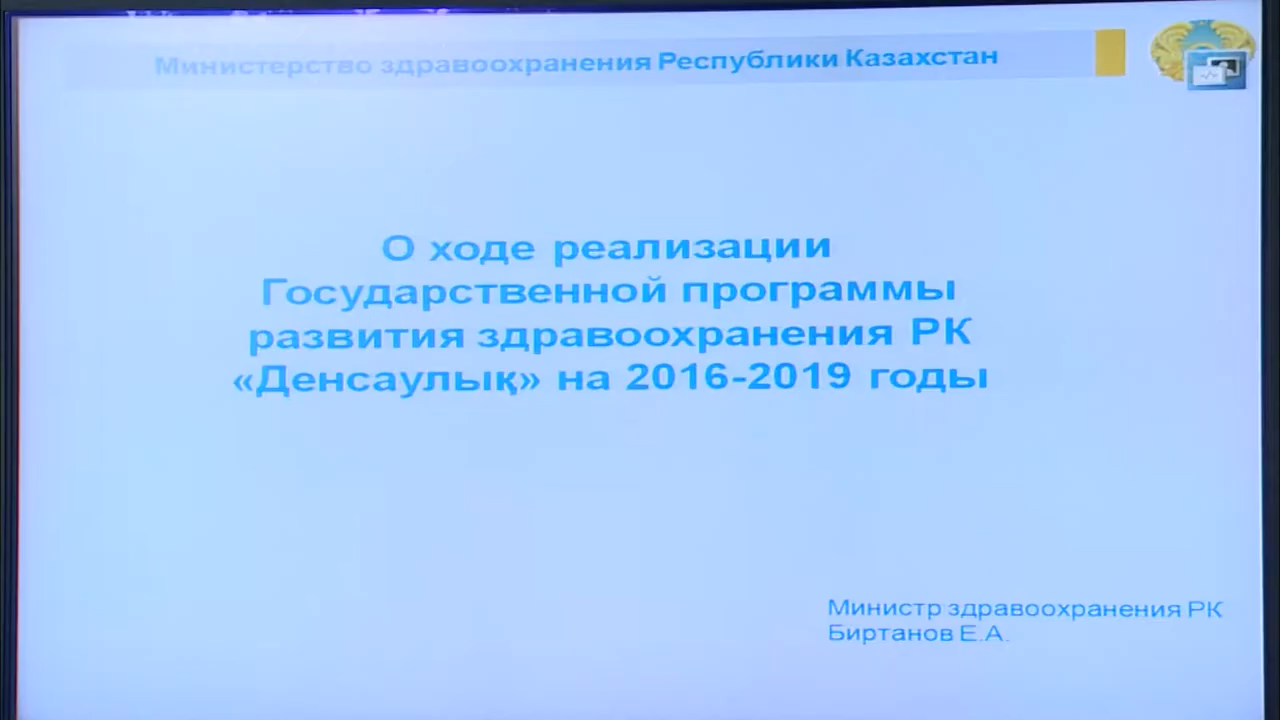 Министерство здравоохранения Республики Казахстан
О ходе реализации
Государственной программы
развития здравоохранения РК
«Денсаулық» на 2016-2019 годы
Министр здравоохранения РК
Биртанов Е.А.